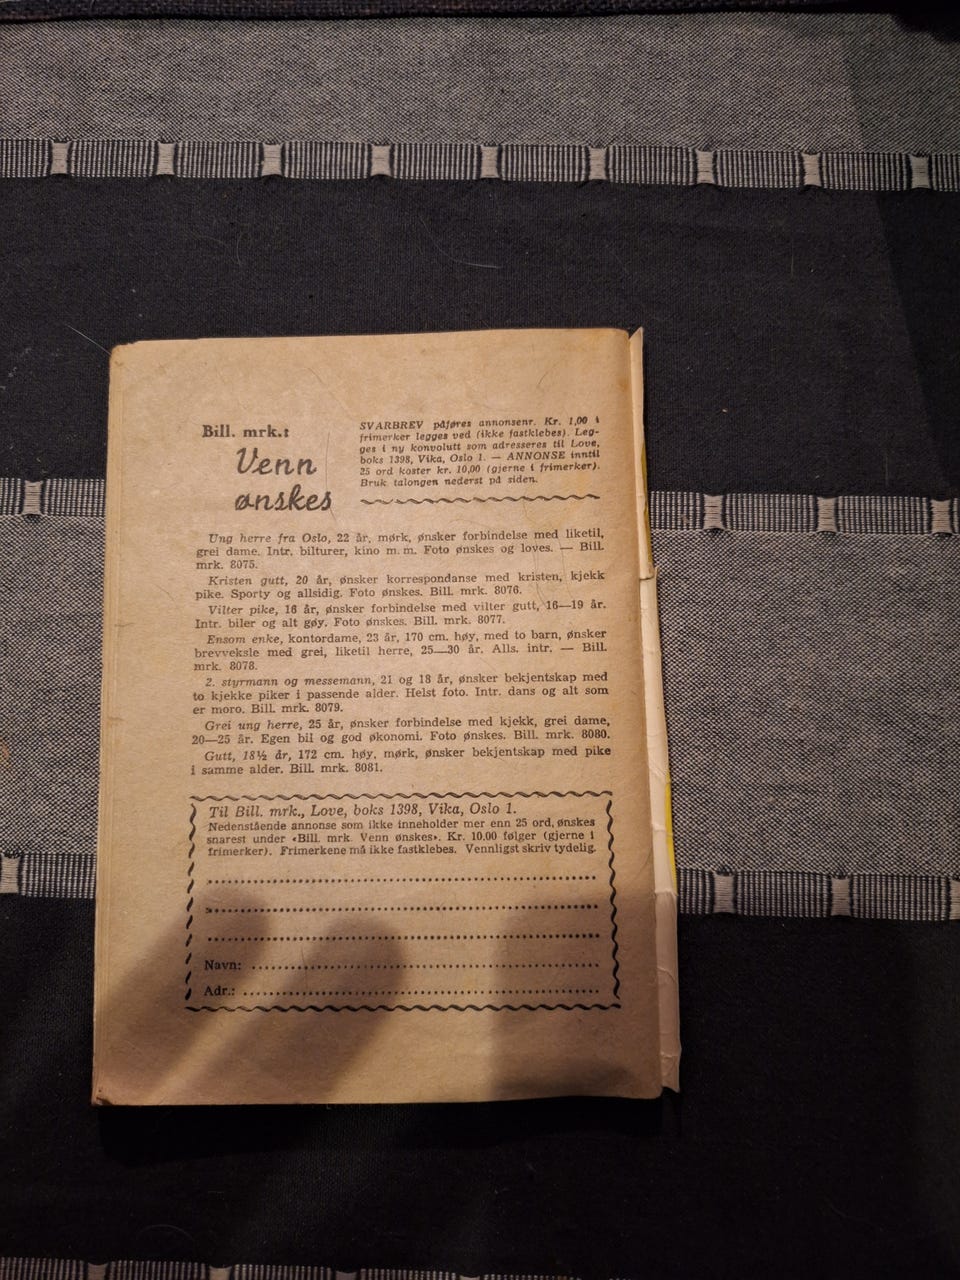 Bill. mrk.:
Venn
ønskes
SVARBREV påføres annonsenr. Kr. 1,00 i
frimerker legges ved (ikke fastklebes). Leg-
ges i ny konvolutt som adresseres til Love,
boks 1398, Vika, Oslo 1. — ANNONSE inntil
25 ord koster kr. 10,00 (gjerne i frimerker).
Bruk talongen nederst på siden.
Ung herre fra Oslo, 22 år, mørk, ønsker forbindelse med liketil,
grei dame. Intr. bilturer, kino m. m. Foto ønskes og loves. — Bill.
mrk. 8075.
Kristen gutt, 20 år, ønsker korrespondanse med kristen, kjekk
pike. Sporty og allsidig. Foto ønskes. Bill. mrk. 8076.
Vilter pike, 16 år, ønsker forbindelse med vilter gutt, 16—19 år.
Intr. biler og alt gøy. Foto ønskes. Bill. mrk. 8077.
Ensom enke, kontordame, 23 år, 170 cm. høy, med to barn, ønsker
brevveksle med grei, liketil herre, 25—30 år. Alls. intr. — Bill.
mrk. 8078.
2. styrmann og messemann, 21 og 18 år, ønsker bekjentskap med
to kjekke piker i passende alder. Helst foto. Intr. dans og alt som
er moro. Bill. mrk. 8079.
Grei ung herre, 25 år, ønsker forbindelse med kjekk, grei dame,
20—25 år. Egen bil og god økonomi. Foto ønskes. Bill. mrk. 8080.
Gutt, 18½ år, 172 cm. høy, mørk, ønsker bekjentskap med pike
i samme alder. Bill. mrk. 8081.
Til Bill. mrk., Love, boks 1398, Vika, Oslo 1.
Nedenstående annonse som ikke inneholder mer enn 25 ord, ønskes
snarest under «Bill. mrk. Venn ønskes». Kr. 10.00 følger (gjerne i
frimerker). Frimerkene må ikke fastklebes. Vennligst skriv tydelig.
Navn:
Adr.: